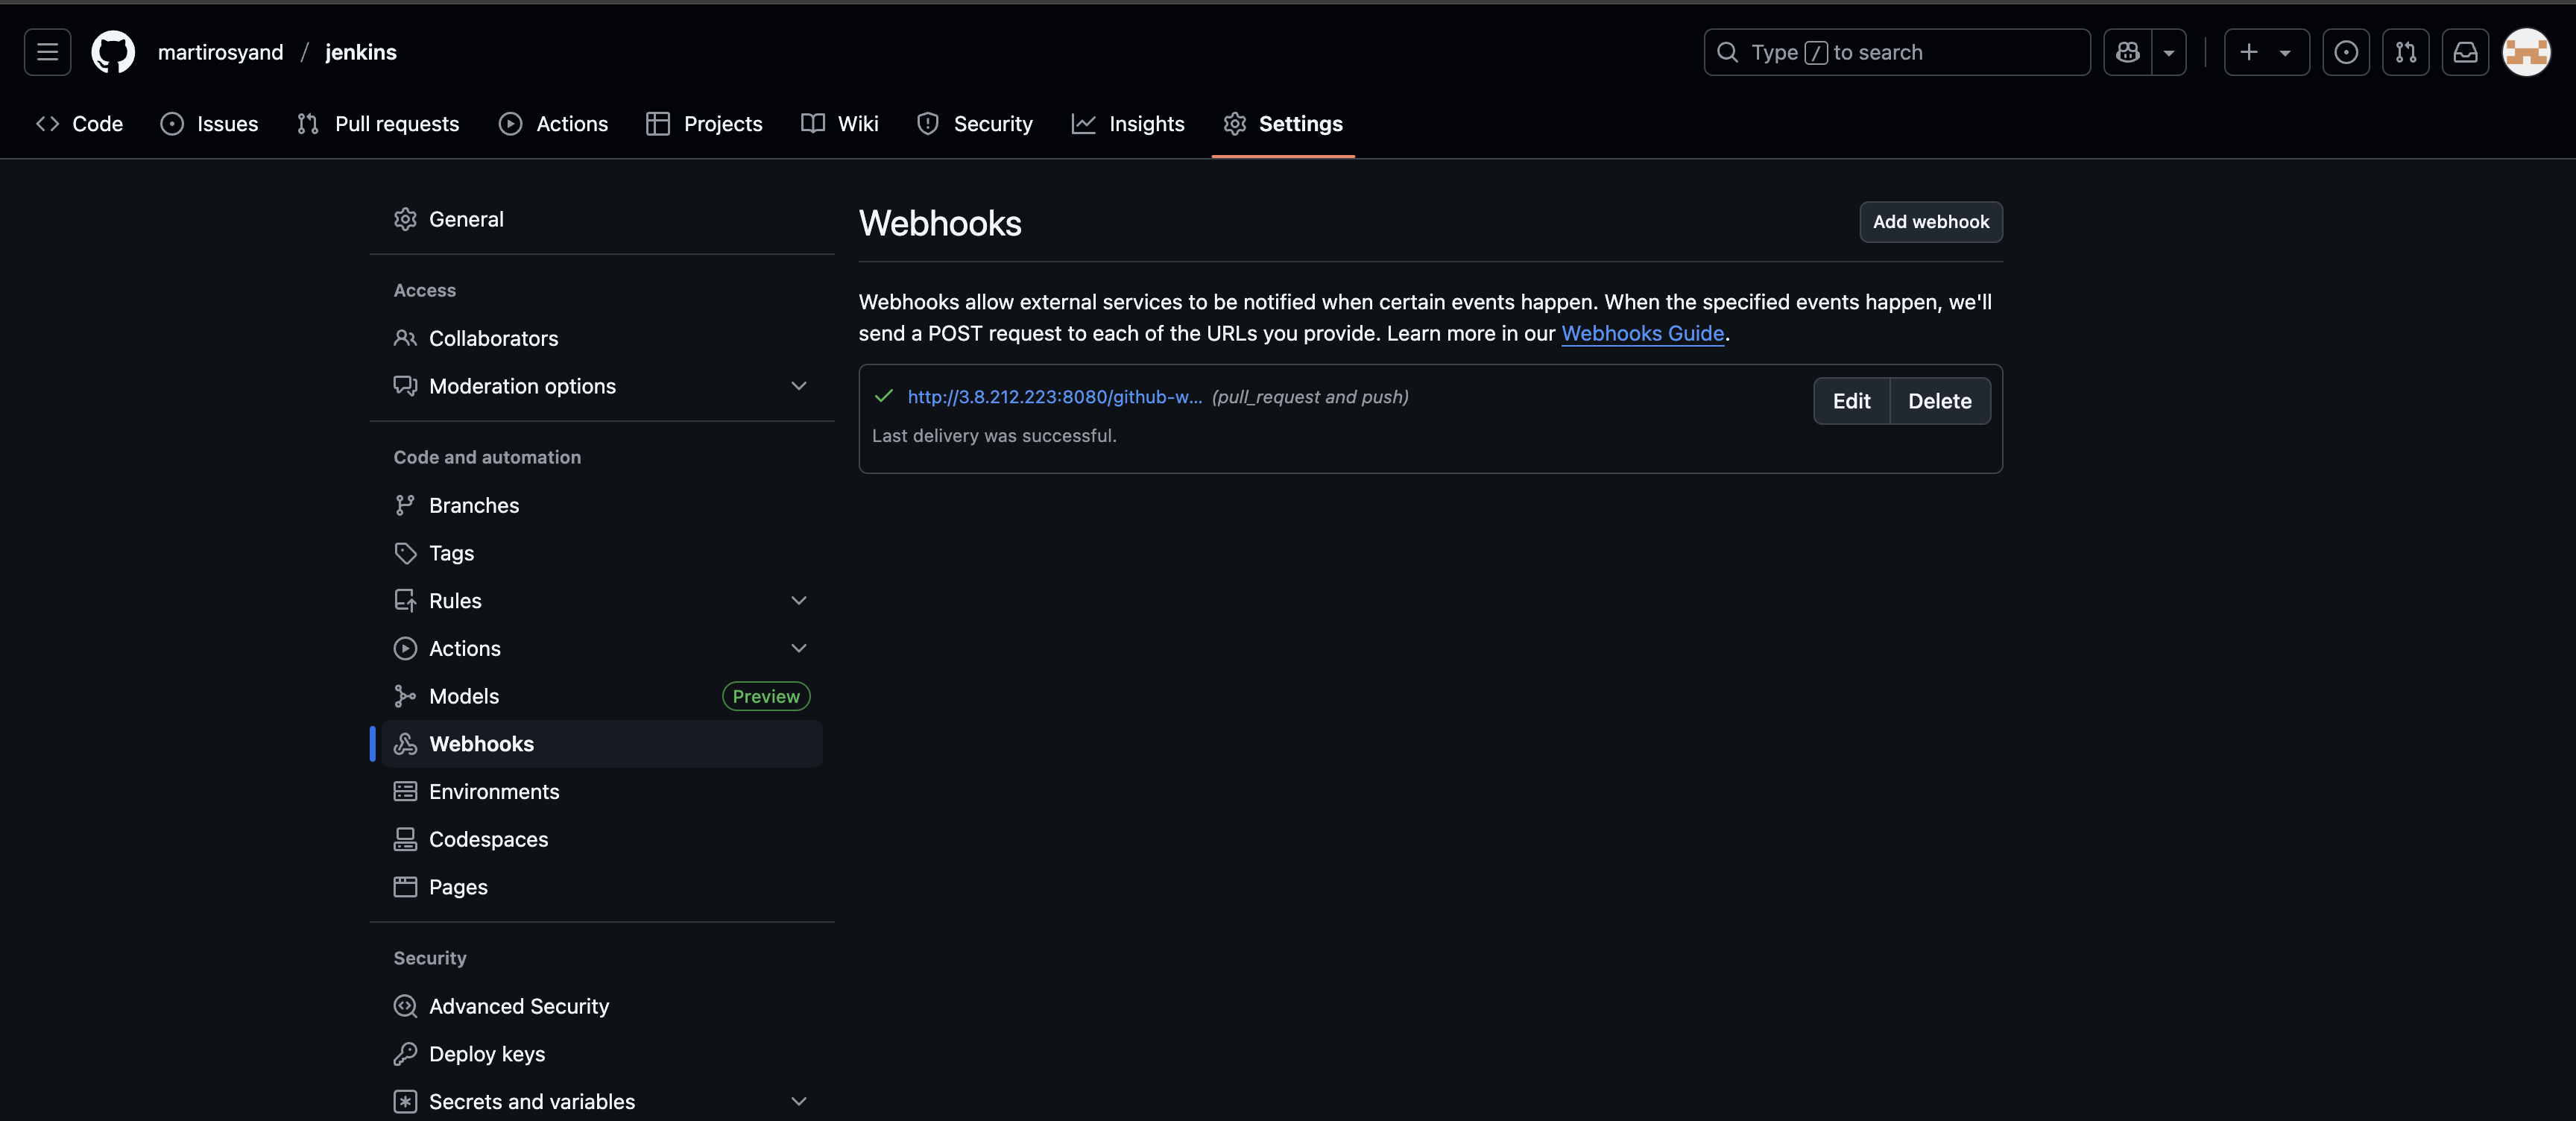 martirosyand / jenkins
Type / to search
Code
Issues
Pull requests
Actions
Projects
Wiki
Security
Insights
Settings
General
Access
Collaborators
Moderation options
Code and automation
Branches
Tags
Rules
Actions
Models
Preview
Webhooks
Environments
Codespaces
Pages
Security
Advanced Security
Deploy keys
Secrets and variables
Webhooks
Add webhook
Webhooks allow external services to be notified when certain events happen. When the specified events happen, we'll
send a POST request to each of the URLs you provide. Learn more in our Webhooks Guide.
http://3.8.212.223:8080/github-w... (pull_request and push)
Edit
Delete
Last delivery was successful.